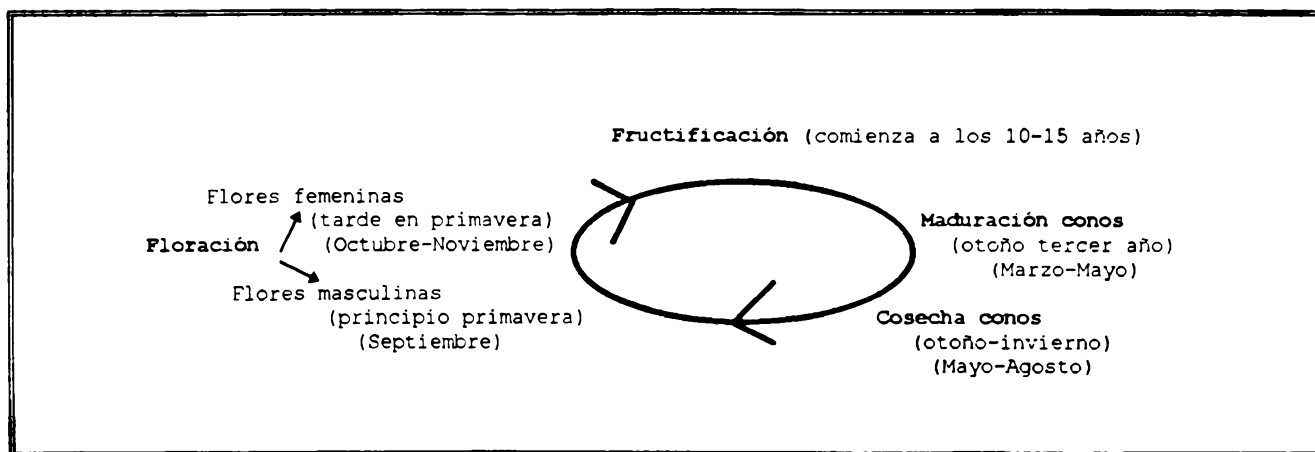 Fructificación (comienza a los 10-15 años)
Flores femeninas
(tarde en primavera)
Floración
(Octubre-Noviembre)
Flores masculinas
(principio primavera)
(Septiembre)
Maduración conos
(otoño tercer año)
(Marzo-Mayo)
Cosecha conos
(otoño-invierno)
(Mayo-Agosto)